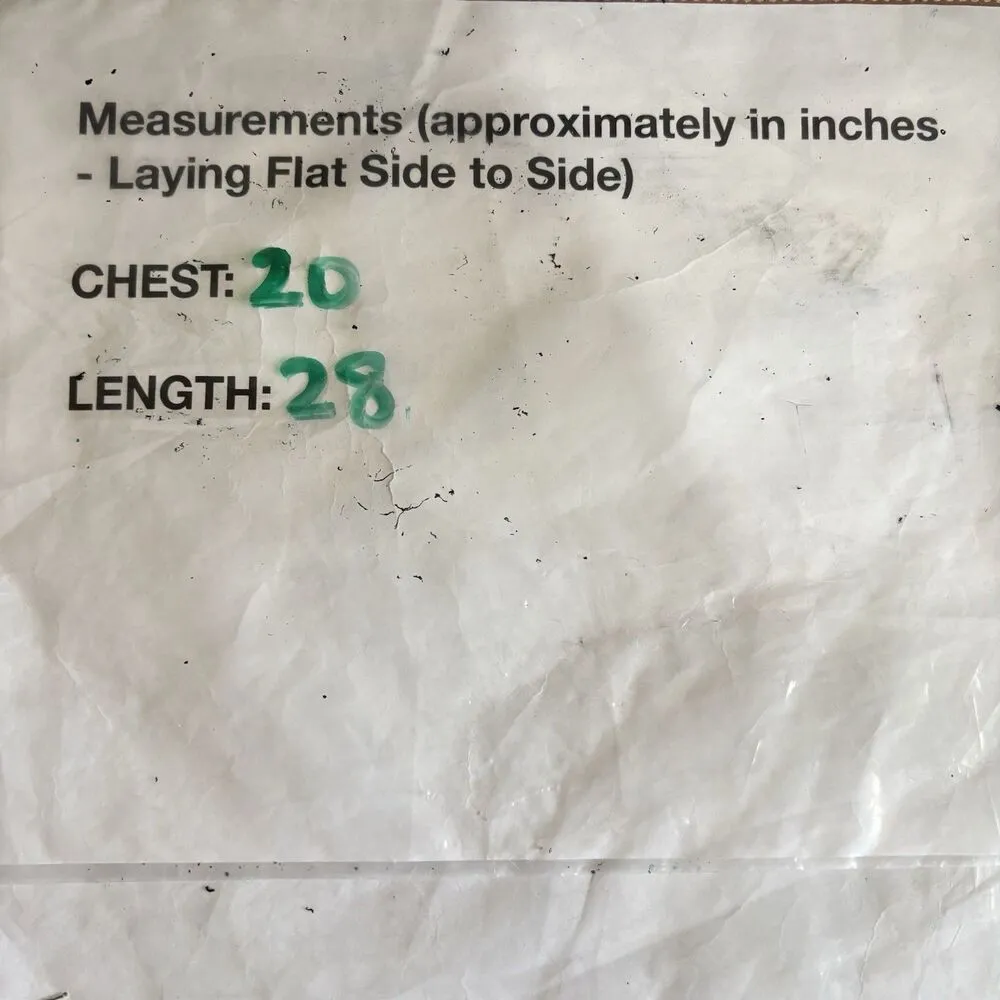 Measurements (approximately in inches
- Laying Flat Side to Side)
CHEST: 20
LENGTH: 28